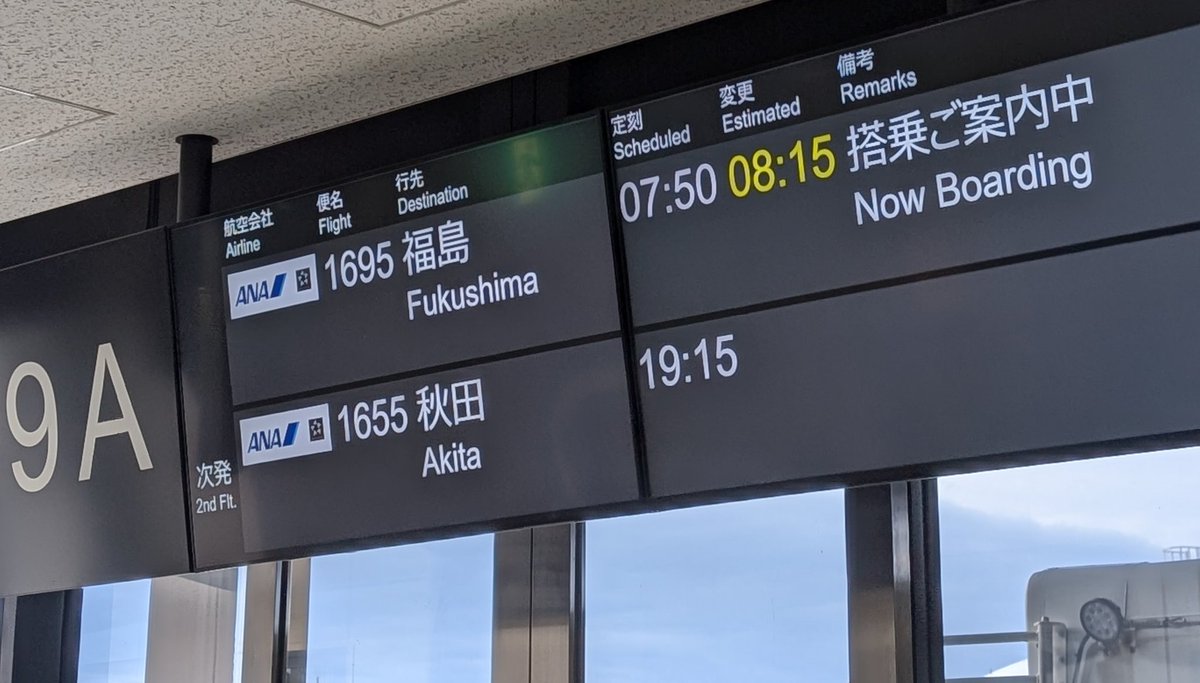 9A
航空会社
Airline
便名
Flight
行先
Destination
定刻
Scheduled
変更
Estimated
備考
Remarks
ANA 1695 福島 07:50 08:15 搭乗ご案内中
Fukushima Now Boarding
次発
2nd Flt.
ANA 1655 秋田 19:15
Akita